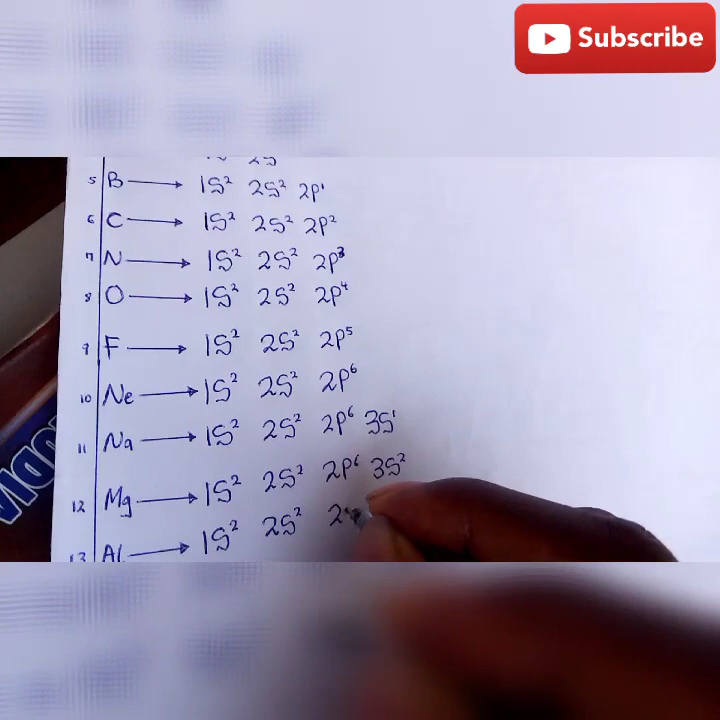 Subscribe
2S
5 B → 1S² 2S² 2P¹
6 C → 1S² 2S² 2P²
7 N → 1S² 2S² 2P³
8 O → 1S² 2S² 2P⁴
9 F → 1S² 2S² 2P⁵
10 Ne → 1S² 2S² 2P⁶
11 Na → 1S² 2S² 2P⁶ 3S¹
12 Mg → 1S² 2S² 2P⁶ 3S²
13 Al → 1S² 2S² 2